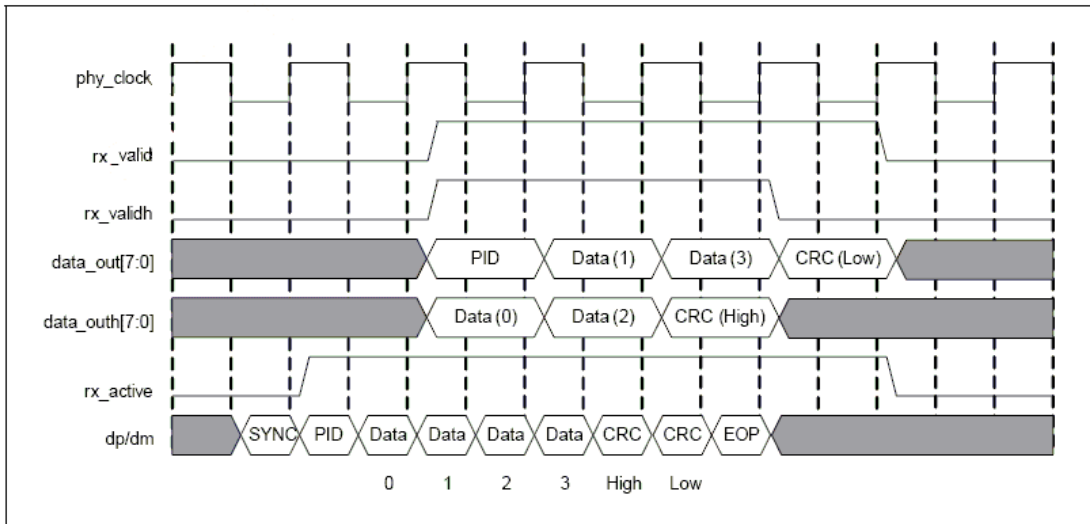 phy_clock
rx_valid
rx_validh
data_out[7:0] PID Data (1) Data (3) CRC (Low)
data_outh[7:0] Data (0) Data (2) CRC (High)
rx_active
dp/dm SYNC PID Data Data Data Data CRC CRC EOP
0 1 2 3 High Low